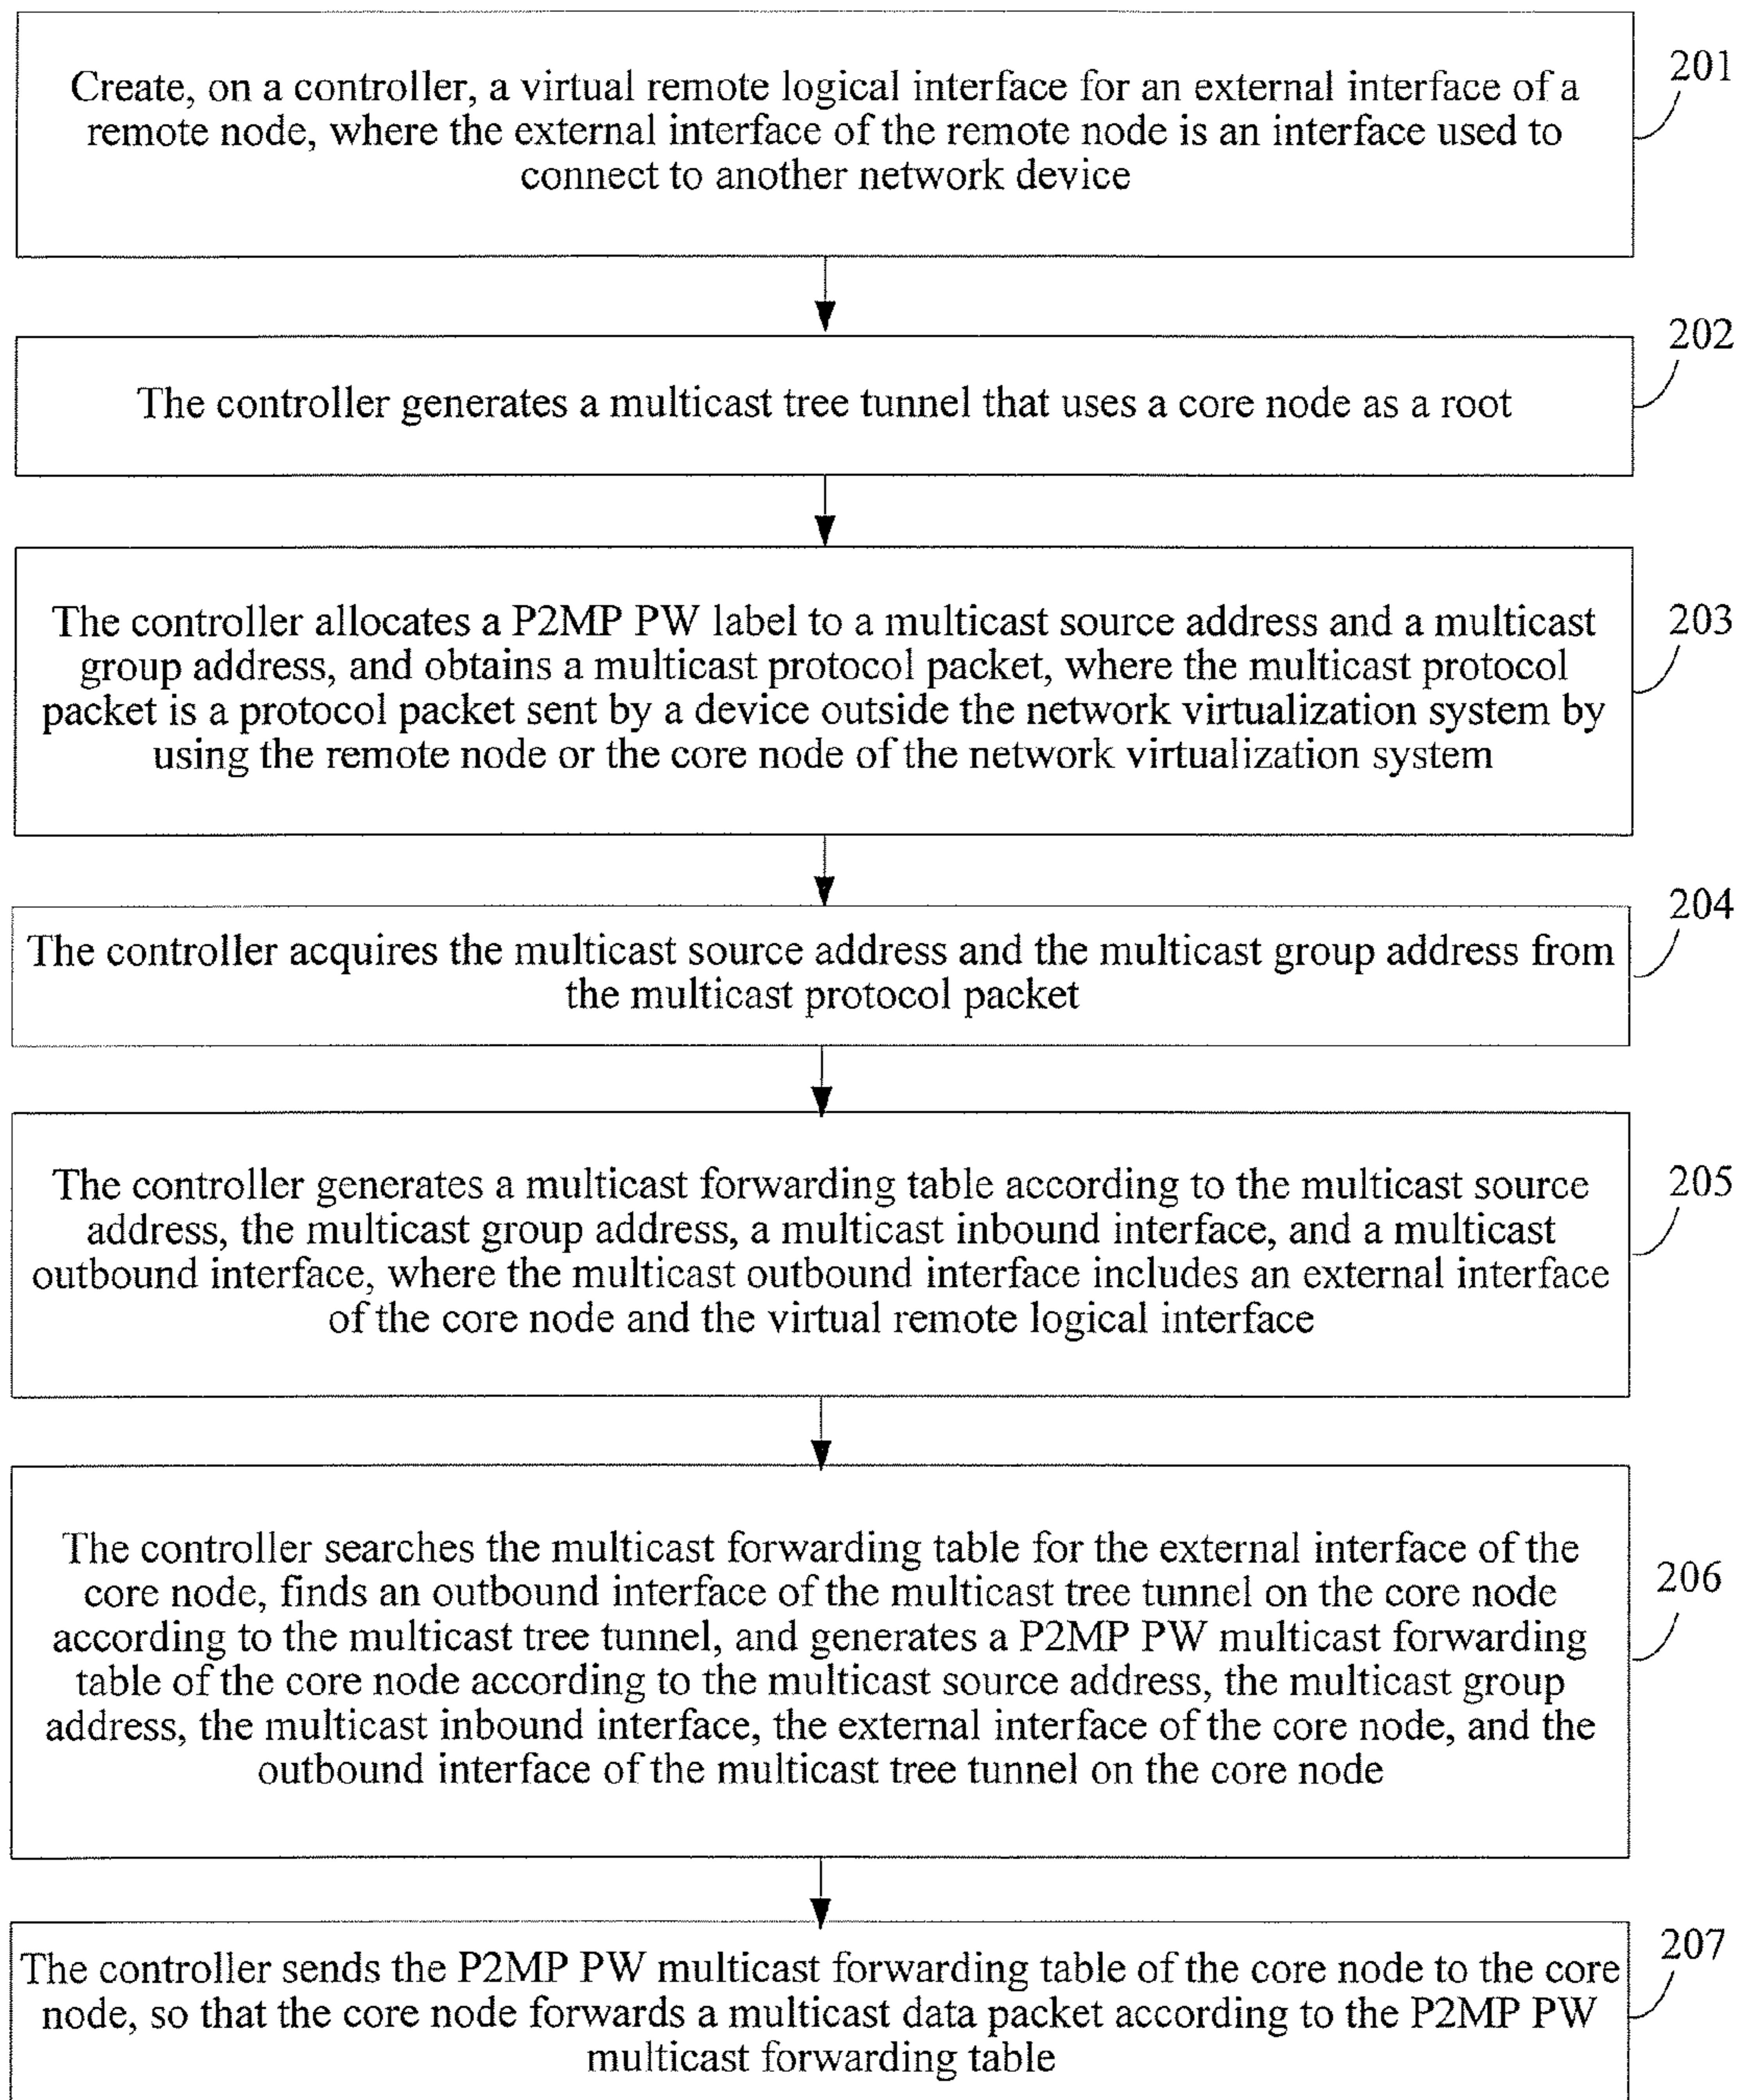 Create, on a controller, a virtual remote logical interface for an external interface of a
remote node, where the external interface of the remote node is an interface used to
connect to another network device
201
The controller generates a multicast tree tunnel that uses a core node as a root
202
The controller allocates a P2MP PW label to a multicast source address and a multicast
group address, and obtains a multicast protocol packet, where the multicast protocol
packet is a protocol packet sent by a device outside the network virtualization system by
using the remote node or the core node of the network virtualization system
203
The controller acquires the multicast source address and the multicast group address from
the multicast protocol packet
204
The controller generates a multicast forwarding table according to the multicast source
address, the multicast group address, a multicast inbound interface, and a multicast
outbound interface, where the multicast outbound interface includes an external interface
of the core node and the virtual remote logical interface
205
The controller searches the multicast forwarding table for the external interface of the
core node, finds an outbound interface of the multicast tree tunnel on the core node
according to the multicast tree tunnel, and generates a P2MP PW multicast forwarding
table of the core node according to the multicast source address, the multicast group
address, the multicast inbound interface, the external interface of the core node, and the
outbound interface of the multicast tree tunnel on the core node
206
The controller sends the P2MP PW multicast forwarding table of the core node to the core
node, so that the core node forwards a multicast data packet according to the P2MP PW
multicast forwarding table
207